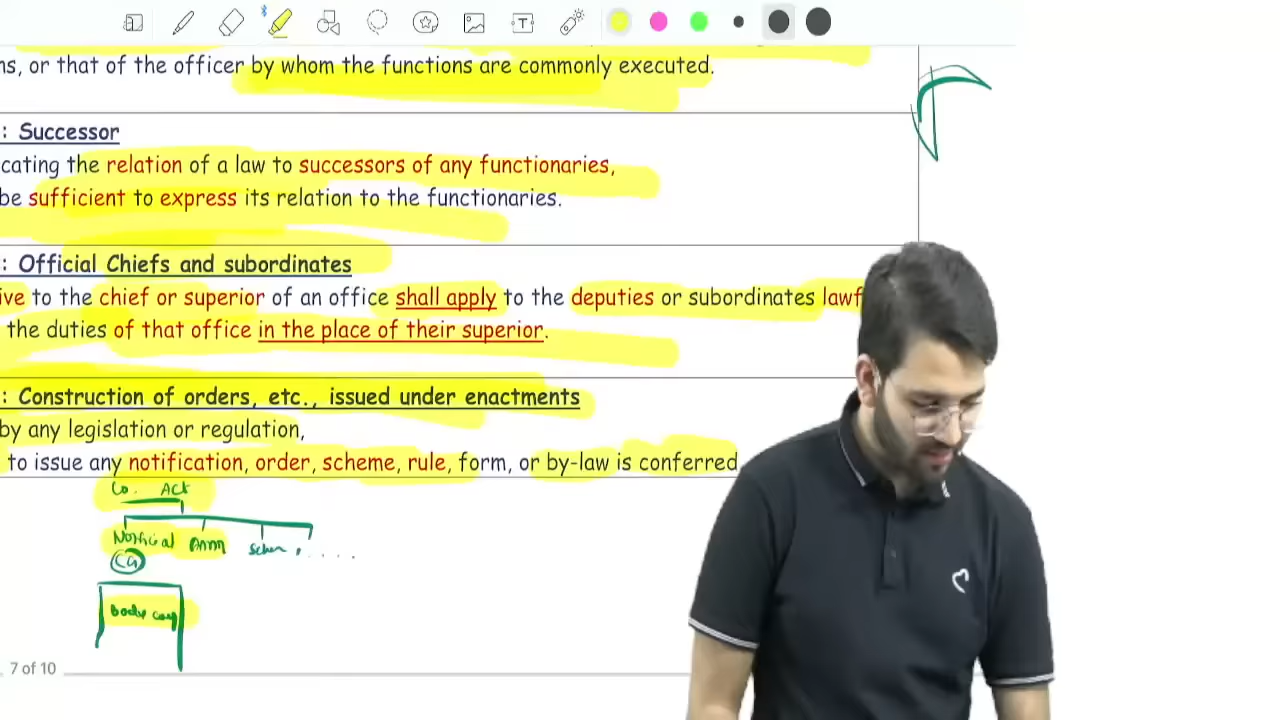 ns, or that of the officer by whom the functions are commonly executed.
: Successor
cating the relation of a law to successors of any functionaries,
be sufficient to express its relation to the functionaries.
: Official Chiefs and subordinates
ive to the chief or superior of an office shall apply to the deputies or subordinates lawf
the duties of that office in the place of their superior.
: Construction of orders, etc., issued under enactments
by any legislation or regulation,
to issue any notification, order, scheme, rule, form, or by-law is conferred
Co. Act
CG
Body corp
7 of 10